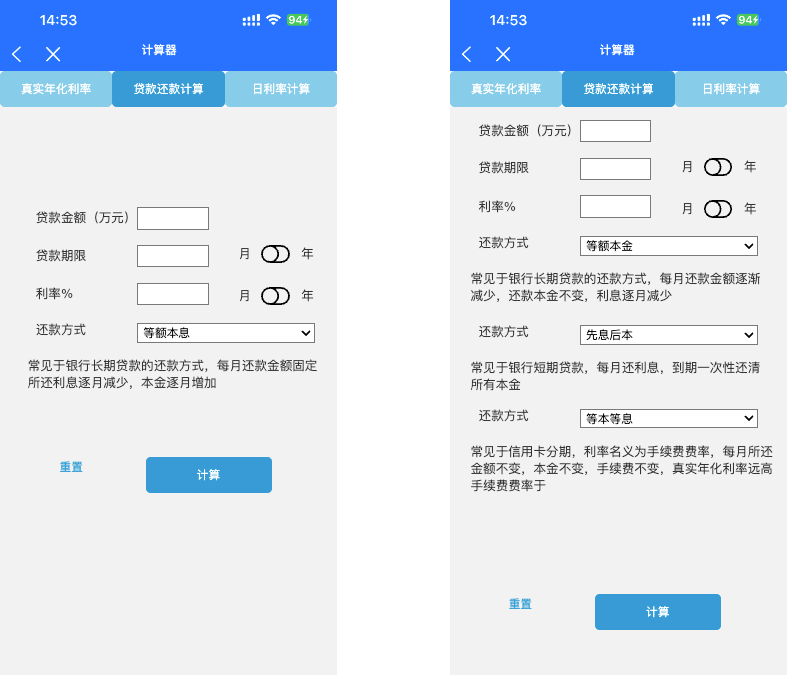 14:53
94
计算器
真实年化利率
贷款还款计算
日利率计算
贷款金额（万元）
贷款期限
月
年
利率%
月
年
还款方式
等额本息
常见于银行长期贷款的还款方式，每月还款金额固定
所还利息逐月减少，本金逐月增加
重置
计算
14:53
94
计算器
真实年化利率
贷款还款计算
日利率计算
贷款金额（万元）
贷款期限
月
年
利率%
月
年
还款方式
等额本金
常见于银行长期贷款的还款方式，每月还款金额逐渐
减少，还款本金不变，利息逐月减少
还款方式
先息后本
常见于银行短期贷款，每月还利息，到期一次性还清
所有本金
还款方式
等本等息
常见于信用卡分期，利率名义为手续费费率，每月所还
金额不变，本金不变，手续费不变，真实年化利率远高
手续费费率于
重置
计算